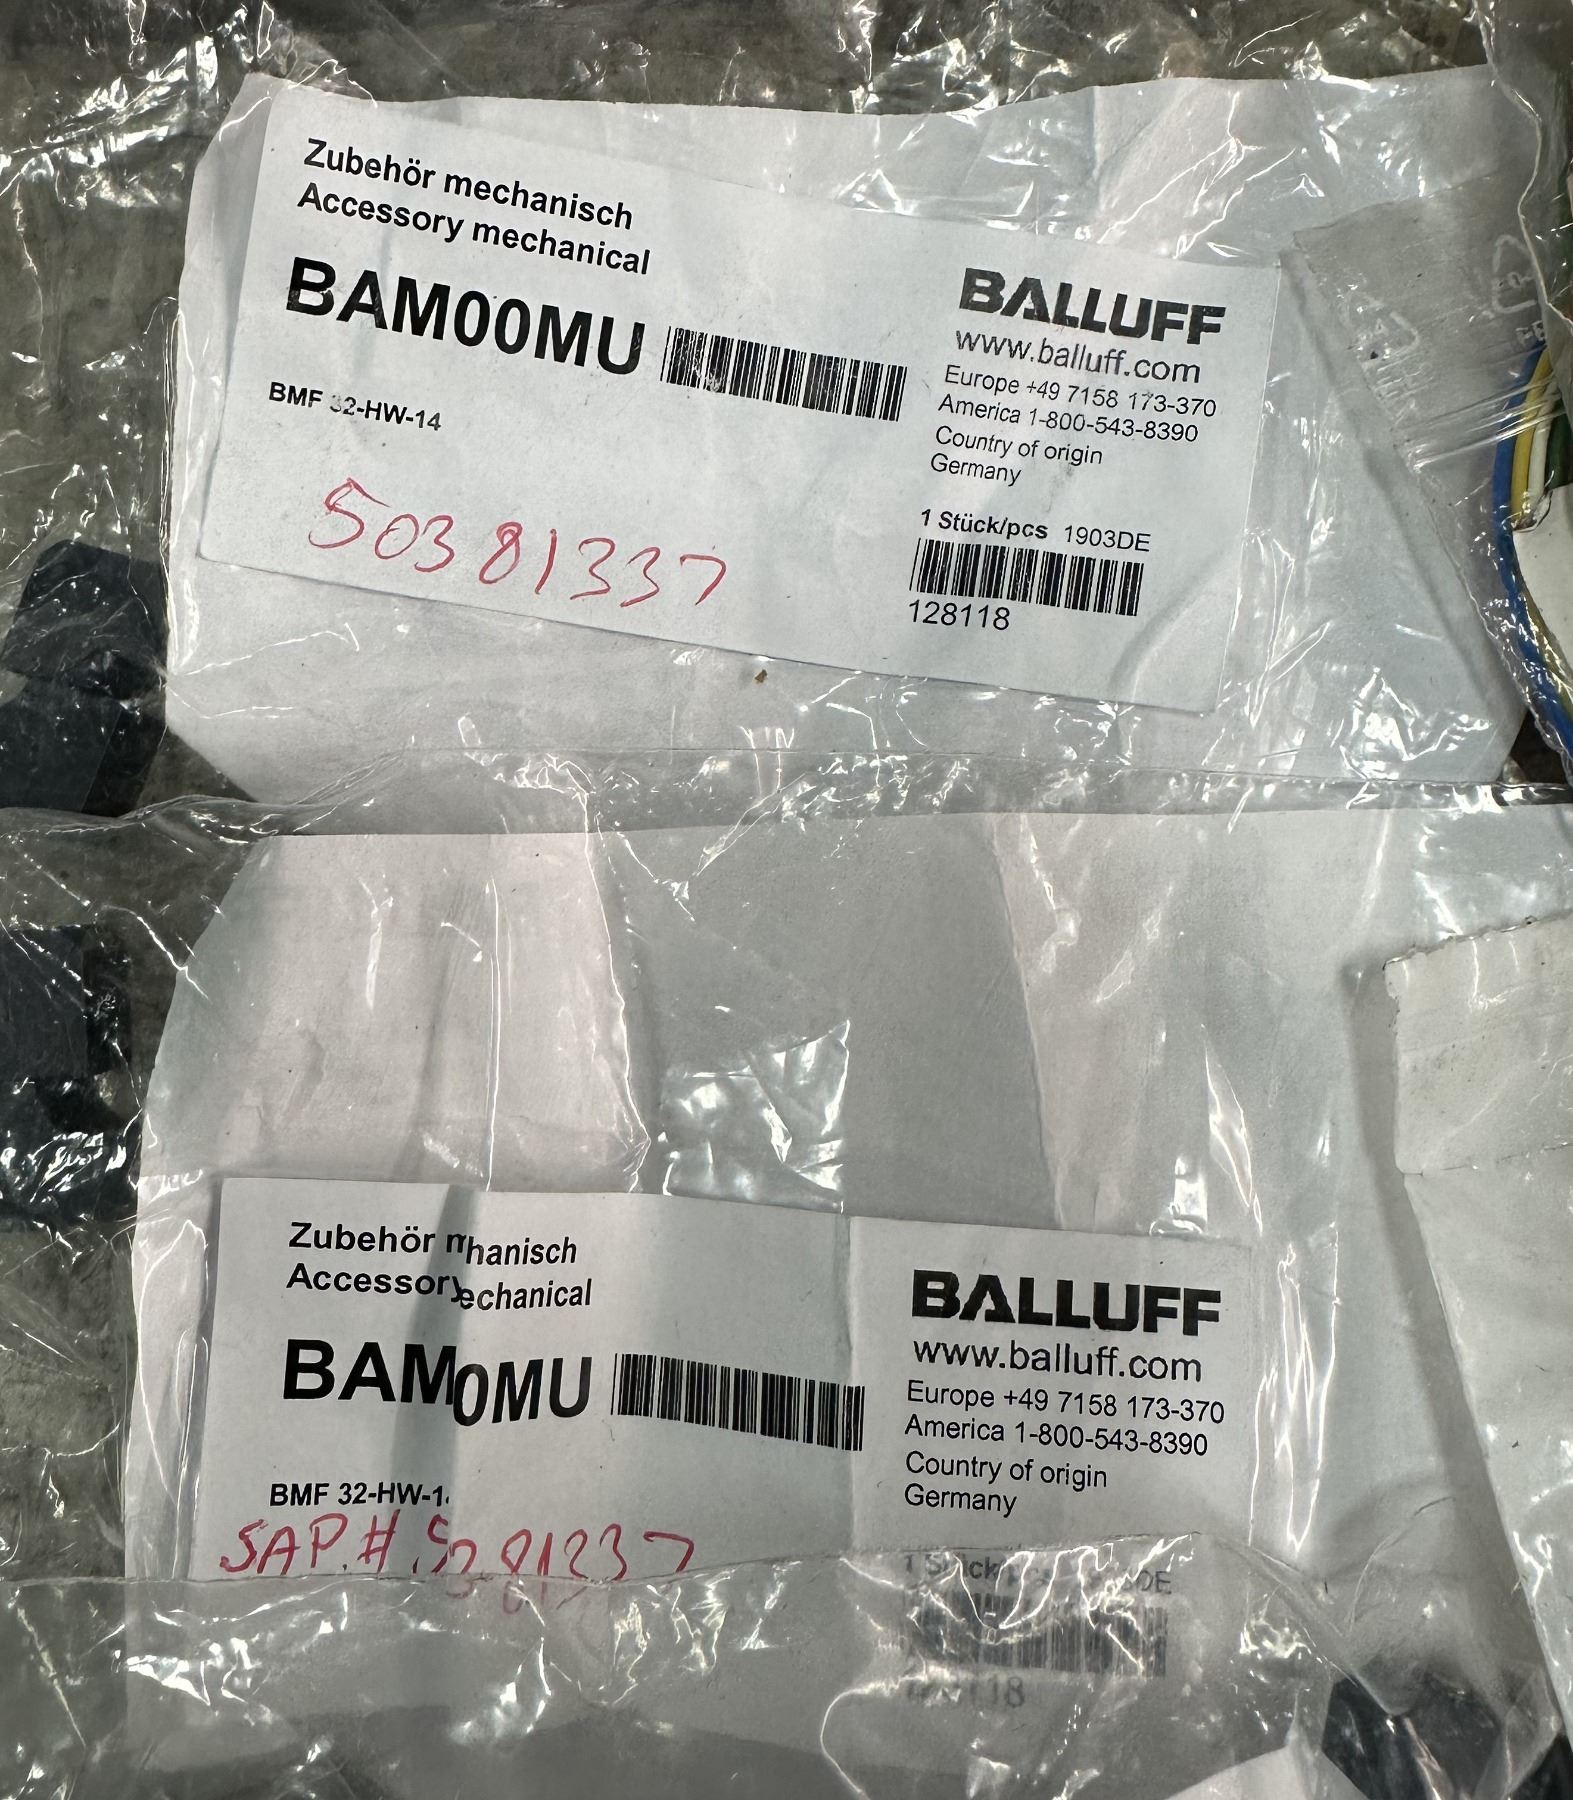 Zubehör mechanisch
Accessory mechanical
BAM00MU
BMF 32-HW-14
50381337
BALLUFF
www.balluff.com
Europe +49 7158 173-370
America 1-800-543-8390
Country of origin
Germany
1 Stück/pcs 1903DE
128118
Zubehör mhanisch
Accessoryechanical
BAM0MU
BMF 32-HW-1
SAP.#.
BALLUFF
www.balluff.com
Europe +49 7158 173-370
America 1-800-543-8390
Country of origin
Germany